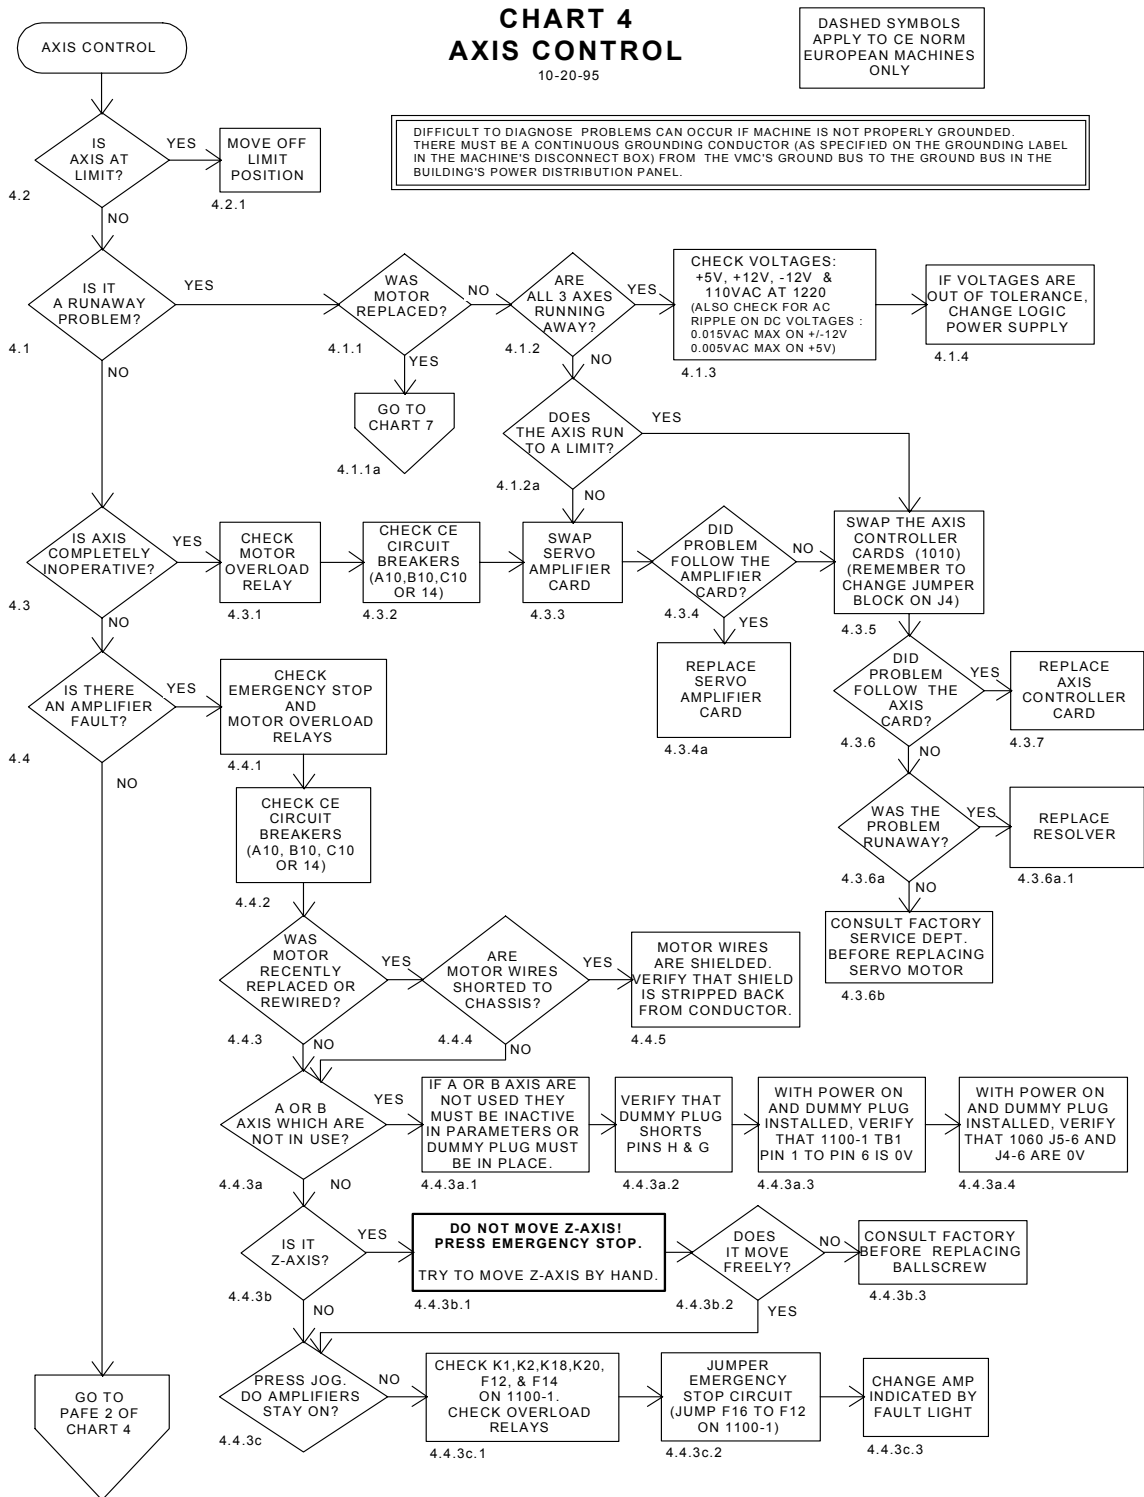 CHART 4
AXIS CONTROL
10-20-95
DASHED SYMBOLS
APPLY TO CE NORM
EUROPEAN MACHINES
ONLY
AXIS CONTROL
DIFFICULT TO DIAGNOSE PROBLEMS CAN OCCUR IF MACHINE IS NOT PROPERLY GROUNDED.
THERE MUST BE A CONTINUOUS GROUNDING CONDUCTOR (AS SPECIFIED ON THE GROUNDING LABEL
IN THE MACHINE'S DISCONNECT BOX) FROM THE VMC'S GROUND BUS TO THE GROUND BUS IN THE
BUILDING'S POWER DISTRIBUTION PANEL.
IS
AXIS AT
LIMIT?
4.2
YES
NO
MOVE OFF
LIMIT
POSITION
4.2.1
IS IT
A RUNAWAY
PROBLEM?
4.1
YES
NO
WAS
MOTOR
REPLACED?
4.1.1
NO
YES
GO TO
CHART 7
4.1.1a
ARE
ALL 3 AXES
RUNNING
AWAY?
4.1.2
YES
NO
CHECK VOLTAGES:
+5V, +12V, -12V &
110VAC AT 1220
(ALSO CHECK FOR AC
RIPPLE ON DC VOLTAGES :
0.015VAC MAX ON +/-12V
0.005VAC MAX ON +5V)
4.1.3
IF VOLTAGES ARE
OUT OF TOLERANCE,
CHANGE LOGIC
POWER SUPPLY
4.1.4
DOES
THE AXIS RUN
TO A LIMIT?
4.1.2a
YES
NO
IS AXIS
COMPLETELY
INOPERATIVE?
4.3
YES
NO
CHECK
MOTOR
OVERLOAD
RELAY
4.3.1
CHECK CE
CIRCUIT
BREAKERS
(A10,B10,C10
OR 14)
4.3.2
SWAP
SERVO
AMPLIFIER
CARD
4.3.3
DID
PROBLEM
FOLLOW THE
AMPLIFIER
CARD?
4.3.4
NO
YES
REPLACE
SERVO
AMPLIFIER
CARD
4.3.4a
SWAP THE AXIS
CONTROLLER
CARDS (1010)
(REMEMBER TO
CHANGE JUMPER
BLOCK ON J4)
4.3.5
DID
PROBLEM
FOLLOW THE
AXIS
CARD?
4.3.6
YES
NO
REPLACE
AXIS
CONTROLLER
CARD
4.3.7
WAS THE
PROBLEM
RUNAWAY?
4.3.6a
YES
NO
REPLACE
RESOLVER
4.3.6a.1
CONSULT FACTORY
SERVICE DEPT.
BEFORE REPLACING
SERVO MOTOR
4.3.6b
IS THERE
AN AMPLIFIER
FAULT?
4.4
YES
NO
CHECK
EMERGENCY STOP
AND
MOTOR OVERLOAD
RELAYS
4.4.1
CHECK CE
CIRCUIT
BREAKERS
(A10, B10, C10
OR 14)
4.4.2
WAS
MOTOR
RECENTLY
REPLACED OR
REWIRED?
4.4.3
YES
NO
ARE
MOTOR WIRES
SHORTED TO
CHASSIS?
4.4.4
YES
NO
MOTOR WIRES
ARE SHIELDED.
VERIFY THAT SHIELD
IS STRIPPED BACK
FROM CONDUCTOR.
4.4.5
A OR B
AXIS WHICH ARE
NOT IN USE?
4.4.3a
YES
NO
IF A OR B AXIS ARE
NOT USED THEY
MUST BE INACTIVE
IN PARAMETERS OR
DUMMY PLUG MUST
BE IN PLACE.
4.4.3a.1
VERIFY THAT
DUMMY PLUG
SHORTS
PINS H & G
4.4.3a.2
WITH POWER ON
AND DUMMY PLUG
INSTALLED, VERIFY
THAT 1100-1 TB1
PIN 1 TO PIN 6 IS 0V
4.4.3a.3
WITH POWER ON
AND DUMMY PLUG
INSTALLED, VERIFY
THAT 1060 J5-6 AND
J4-6 ARE 0V
4.4.3a.4
IS IT
Z-AXIS?
4.4.3b
YES
NO
DO NOT MOVE Z-AXIS!
PRESS EMERGENCY STOP.
TRY TO MOVE Z-AXIS BY HAND.
4.4.3b.1
DOES
IT MOVE
FREELY?
4.4.3b.2
NO
YES
CONSULT FACTORY
BEFORE REPLACING
BALLSCREW
4.4.3b.3
PRESS JOG.
DO AMPLIFIERS
STAY ON?
4.4.3c
NO
CHECK K1,K2,K18,K20,
F12, & F14
ON 1100-1.
CHECK OVERLOAD
RELAYS
4.4.3c.1
JUMPER
EMERGENCY
STOP CIRCUIT
(JUMP F16 TO F12
ON 1100-1)
4.4.3c.2
CHANGE AMP
INDICATED BY
FAULT LIGHT
4.4.3c.3
GO TO
PAFE 2 OF
CHART 4